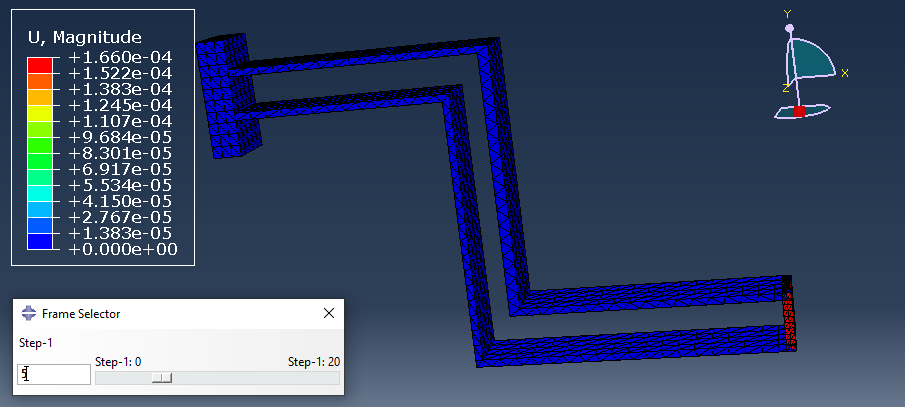 U, Magnitude
+1.660e-04
+1.522e-04
+1.383e-04
+1.245e-04
+1.107e-04
+9.684e-05
+8.301e-05
+6.917e-05
+5.534e-05
+4.150e-05
+2.767e-05
+1.383e-05
+0.000e+00
Y
X
Z
Frame Selector
Step-1
Step-1: 0 Step-1: 20
5